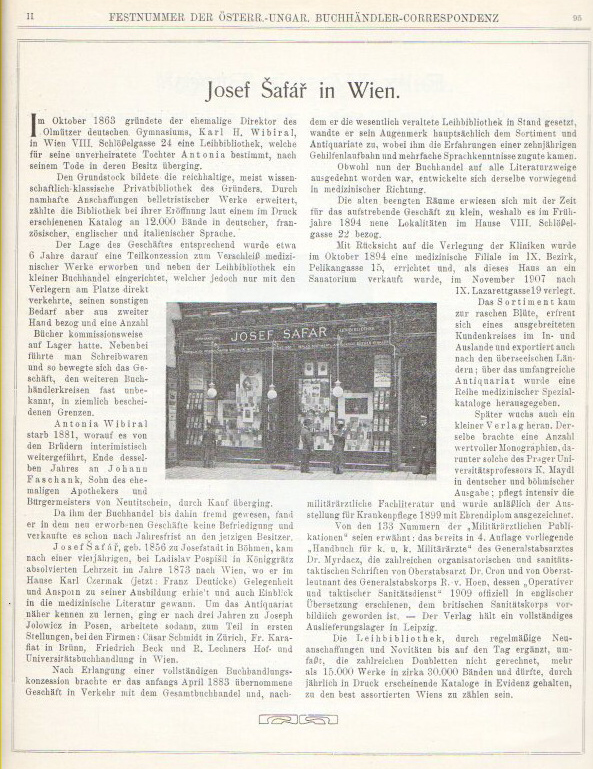 II
FESTNUMMER DER ÖSTERR.-UNGAR. BUCHHÄNDLER-CORRESPONDENZ
95
Josef Šafář in Wien.
Im Oktober 1863 gründete der ehemalige Direktor des
Olmützer deutschen Gymnasiums, Karl H. Wibiral,
in Wien VIII. Schlößelgasse 24 eine Leihbibliothek, welche
für seine unverheiratete Tochter Antonia bestimmt, nach
seinem Tode in deren Besitz überging.
Den Grundstock bildete die reichhaltige, meist wissen-
schaftlich-klassische Privatbibliothek des Gründers. Durch
namhafte Anschaffungen belletristischer Werke erweitert,
zählte die Bibliothek bei ihrer Eröffnung laut einem im Druck
erschienenen Katalog an 12.000 Bände in deutscher, fran-
zösischer, englischer und italienischer Sprache.
Der Lage des Geschäftes entsprechend wurde etwa
6 Jahre darauf eine Teilkonzession zum Verschleiß medizi-
nischer Werke erworben und neben der Leihbibliothek ein
kleiner Buchhandel eingerichtet, welcher jedoch nur mit den
Verlegern am Platze direkt
verkehrte, seinen sonstigen
Bedarf aber aus zweiter
Hand bezog und eine Anzahl
Bücher kommissionsweise
auf Lager hatte. Nebenbei
führte man Schreibwaren
und so bewegte sich das Ge-
schäft, den weiteren Buch-
händlerkreisen fast unbe-
kannt, in ziemlich beschei-
denen Grenzen.
Antonia Wibiral
starb 1881, worauf es von
den Brüdern interimistisch
weitergeführt, Ende dessel-
ben Jahres an Johann
Faschank, Sohn des ehe-
maligen Apothekers und
Bürgermeisters von Neutitschein, durch Kauf überging.
Da ihm der Buchhandel bis dahin fremd gewesen, fand
er in dem neu erworbenen Geschäfte keine Befriedigung und
verkaufte es schon nach Jahresfrist an den jetzigen Besitzer.
Josef Šafář, geb. 1856 zu Josefstadt in Böhmen, kam
nach einer vierjährigen, bei Ladislav Pospíšil in Königgrätz
absolvierten Lehrzeit im Jahre 1873 nach Wien, wo er im
Hause Karl Czermak (jetzt: Franz Deuticke) Gelegenheit
und Ansporn zu seiner Ausbildung erhielt und auch Einblick
in die medizinische Literatur gewann. Um das Antiquariat
näher kennen zu lernen, ging er nach drei Jahren zu Joseph
Jolowicz in Posen, arbeitete sodann, zum Teil in ersten
Stellungen, bei den Firmen: Cäsar Schmidt in Zürich, Fr. Kara-
fiat in Brünn, Friedrich Beck und R. Lechners Hof- und
Universitätsbuchhandlung in Wien.
Nach Erlangung einer vollständigen Buchhandlungs-
konzession brachte er das anfangs April 1883 übernommene
Geschäft in Verkehr mit dem Gesamtbuchhandel und, nach-
dem er die wesentlich veraltete Leihbibliothek in Stand gesetzt,
wandte er sein Augenmerk hauptsächlich dem Sortiment und
Antiquariate zu, wobei ihm die Erfahrungen einer zehnjährigen
Gehilfenlaufbahn und mehrfache Sprachkenntnisse zugute kamen.
Obwohl nun der Buchhandel auf alle Literaturzweige
ausgedehnt worden war, entwickelte sich derselbe vorwiegend
in medizinischer Richtung.
Die alten beengten Räume erwiesen sich mit der Zeit
für das aufstrebende Geschäft zu klein, weshalb es im Früh-
jahre 1894 neue Lokalitäten im Hause VIII. Schlößel-
gasse 22 bezog.
Mit Rücksicht auf die Verlegung der Kliniken wurde
im Oktober 1894 eine medizinische Filiale im IX. Bezirk,
Pelikangasse 15, errichtet und, als dieses Haus an ein
Sanatorium verkauft wurde, im November 1907 nach
IX. Lazarettgasse 19 verlegt.
Das Sortiment kam
zur raschen Blüte, erfreut
sich eines ausgebreiteten
Kundenkreises im In- und
Auslande und exportiert auch
nach den überseeischen Län-
dern; über das umfangreiche
Antiquariat wurde eine
Reihe medizinischer Spezial-
kataloge herausgegeben.
Später wuchs auch ein
kleiner Verlag heran. Der-
selbe brachte eine Anzahl
wertvoller Monographien, da-
runter solche des Prager Uni-
versitätsprofessors K. Maydl
in deutscher und böhmischer
Ausgabe; pflegt intensiv die
militärärztliche Fachliteratur und wurde anläßlich der Aus-
stellung für Krankenpflege 1899 mit Ehrendiplom ausgezeichnet.
Von den 133 Nummern der „Militärärztlichen Publi-
kationen" seien erwähnt: das bereits in 4. Auflage vorliegende
„Handbuch für k. u. k. Militärärzte" des Generalstabsarztes
Dr. Myrdacz, die zahlreichen organisatorischen und sanitäts-
taktischen Schriften von Oberstabsarzt Dr. Cron und von Oberst-
leutnant des Generalstabskorps R. v. Hoen, dessen „Operativer
und taktischer Sanitätsdienst" 1909 offiziell in englischer
Übersetzung erschienen, dem britischen Sanitätskorps vor-
bildlich geworden ist. — Der Verlag hält ein vollständiges
Auslieferungslager in Leipzig.
Die Leihbibliothek, durch regelmäßige Neu-
anschaffungen und Novitäten bis auf den Tag ergänzt, um-
faßt, die zahlreichen Doubletten nicht gerechnet, mehr
als 15.000 Werke in zirka 30.000 Bänden und dürfte, durch
jährlich in Druck erscheinende Kataloge in Evidenz gehalten,
zu den best assortierten Wiens zu zählen sein.
JOSEF ŠAFÁŘ